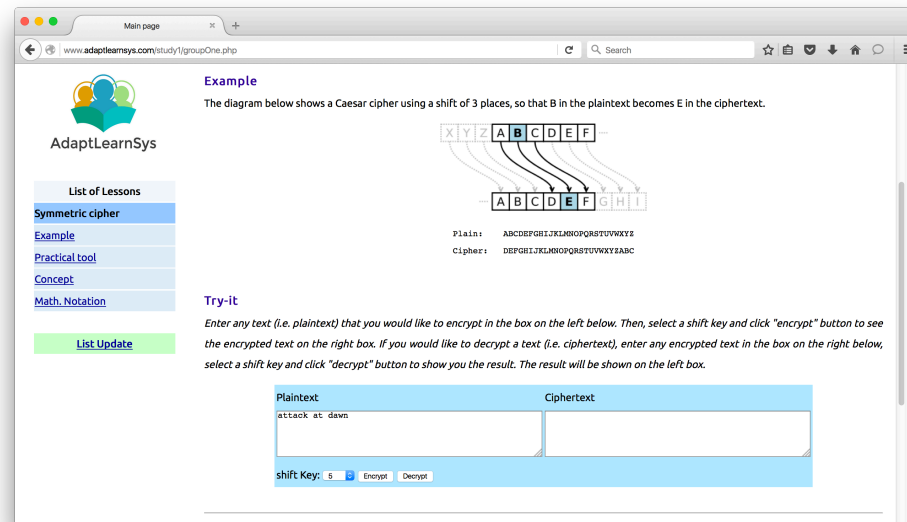 Main page
www.adaptlearnsys.com/study1/groupOne.php
Search
AdaptLearnSys
List of Lessons
Symmetric cipher
Example
Practical tool
Concept
Math. Notation
List Update
Example
The diagram below shows a Caesar cipher using a shift of 3 places, so that B in the plaintext becomes E in the ciphertext.
X Y Z A B C D E F
A B C D E F G H I
Plain: ABCDEFGHIJKLMNOPQRSTUVWXYZ
Cipher: DEFGHIJKLMNOPQRSTUVWXYZABC
Try-it
Enter any text (i.e. plaintext) that you would like to encrypt in the box on the left below. Then, select a shift key and click "encrypt" button to see
the encrypted text on the right box. If you would like to decrypt a text (i.e. ciphertext), enter any encrypted text in the box on the right below,
select a shift key and click "decrypt" button to show you the result. The result will be shown on the left box.
Plaintext Ciphertext
attack at dawn
shift Key: 5 Encrypt Decrypt